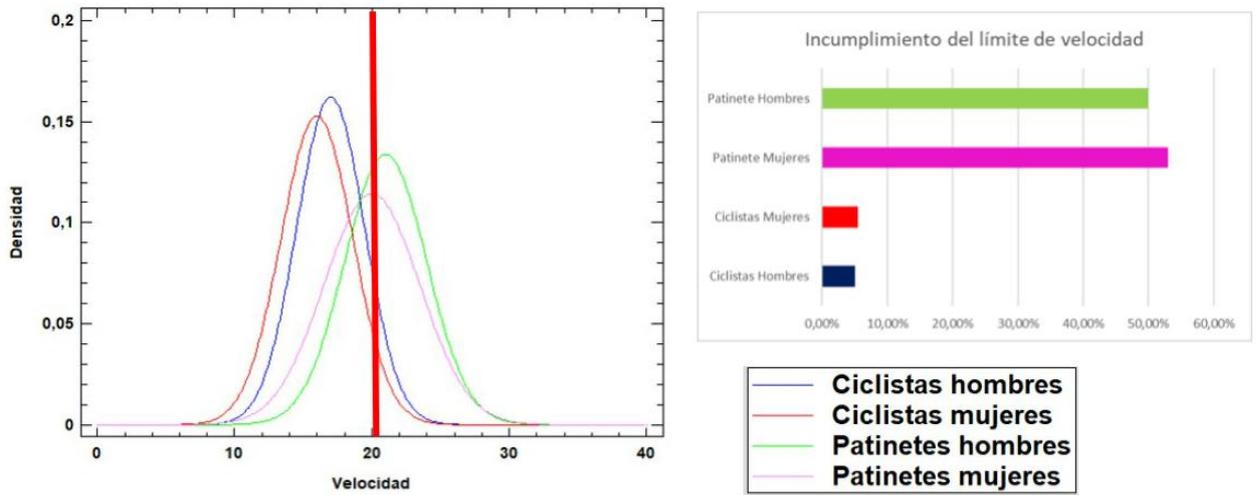 0,2
0,15
0,1
0,05
0
Densidad
0 10 20 30 40
Velocidad
Incumplimiento del límite de velocidad
Patinete Hombres
Patinete Mujeres
Ciclistas Mujeres
Ciclistas Hombres
0,00% 10,00% 20,00% 30,00% 40,00% 50,00% 60,00%
Ciclistas hombres
Ciclistas mujeres
Patinetes hombres
Patinetes mujeres